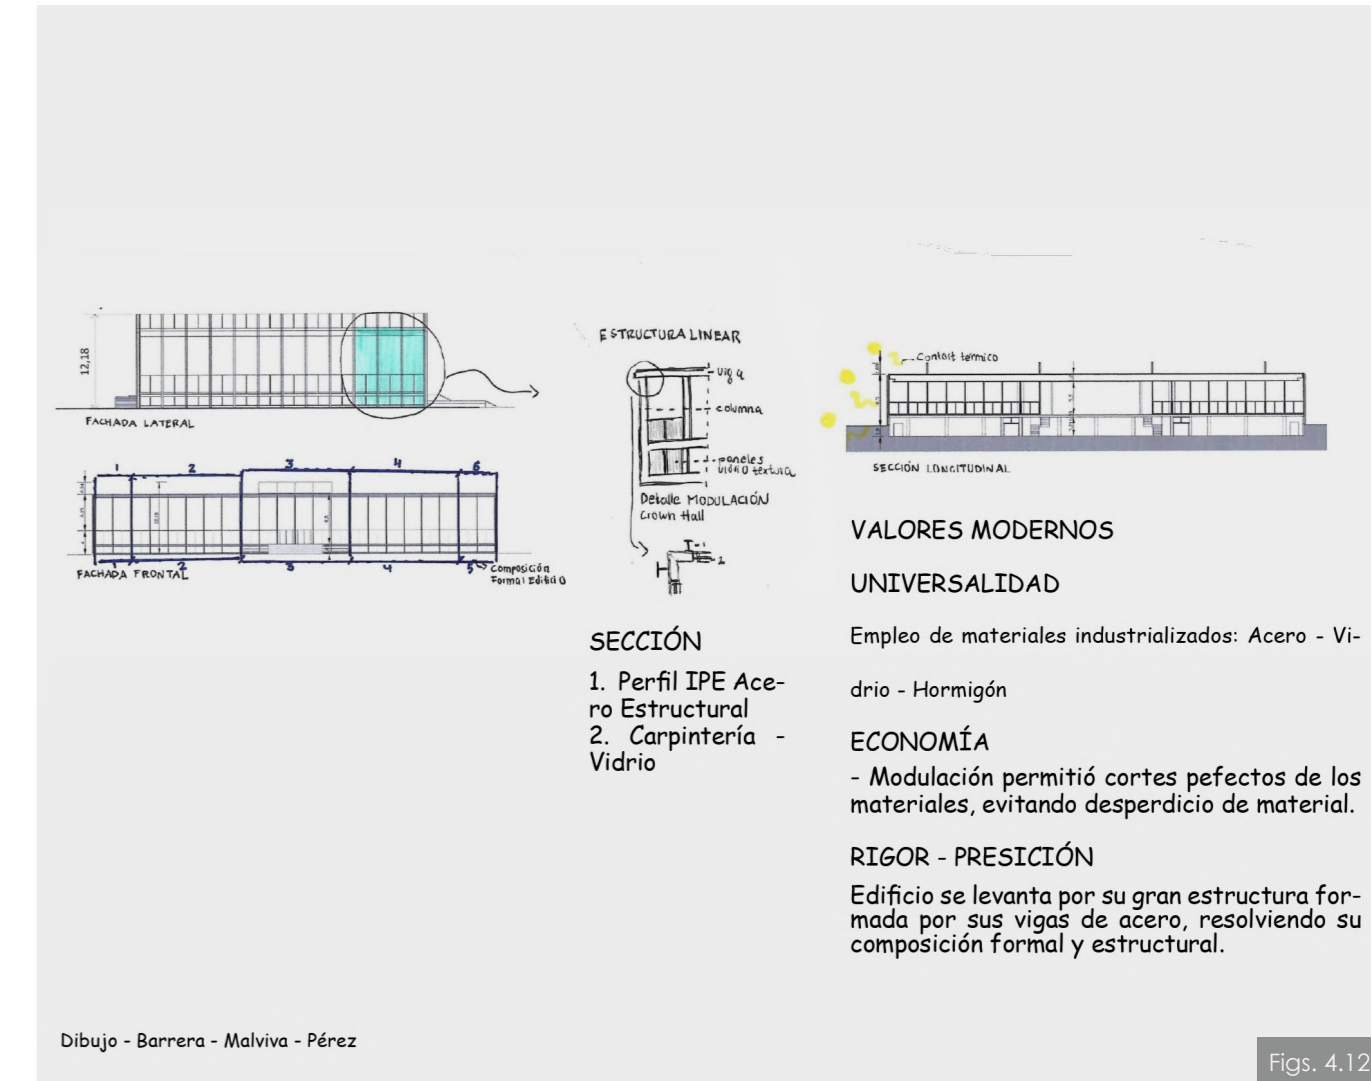 12,18
FACHADA LATERAL
1 2 3 4 6
1 2 3 4 5
FACHADA FRONTAL
Composición
Formal Edificio
ESTRUCTURA LINEAR
viga
columna
paneles
vidrio textura
Detalle MODULACIÓN
Crown Hall
1
2
SECCIÓN
1. Perfil IPE Ace-
ro Estructural
2. Carpintería -
Vidrio
Confort termico
SECCIÓN LONGITUDINAL
VALORES MODERNOS
UNIVERSALIDAD
Empleo de materiales industrializados: Acero - Vi-
drio - Hormigón
ECONOMÍA
- Modulación permitió cortes pefectos de los
materiales, evitando desperdicio de material.
RIGOR - PRESICIÓN
Edificio se levanta por su gran estructura for-
mada por sus vigas de acero, resolviendo su
composición formal y estructural.
Dibujo - Barrera - Malviva - Pérez
Figs. 4.12